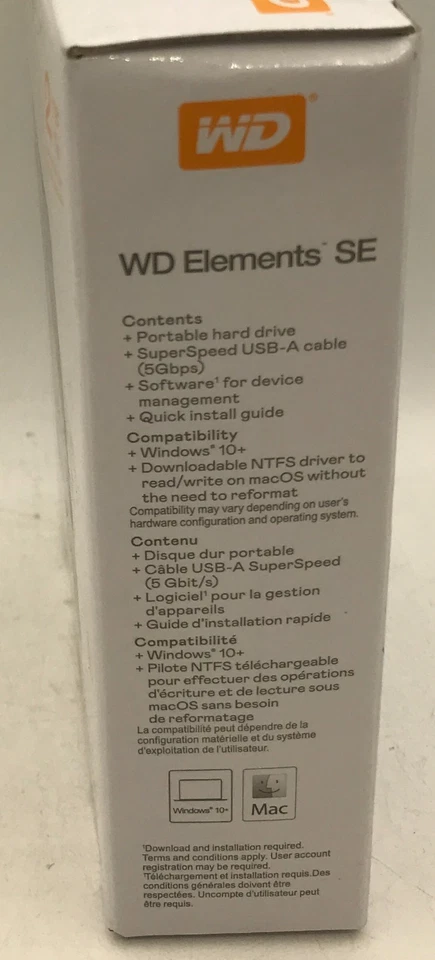 WD®
WD Elements™ SE
Contents
+ Portable hard drive
+ SuperSpeed USB-A cable
(5Gbps)
+ Software¹ for device
management
+ Quick install guide
Compatibility
+ Windows® 10+
+ Downloadable NTFS driver to
read/write on macOS without
the need to reformat
Compatibility may vary depending on user's
hardware configuration and operating system.
Contenu
+ Disque dur portable
+ Câble USB-A SuperSpeed
(5 Gbit/s)
+ Logiciel¹ pour la gestion
d'appareils
+ Guide d'installation rapide
Compatibilité
+ Windows® 10+
+ Pilote NTFS téléchargeable
pour effectuer des opérations
d'écriture et de lecture sous
macOS sans besoin
de reformatage
La compatibilité peut dépendre de la
configuration matérielle et du système
d'exploitation de l'utilisateur.
Windows® 10+
Mac
¹Download and installation required.
Terms and conditions apply. User account
registration may be required.
¹Téléchargement et installation requis.Des
conditions générales doivent être
respectées. Uncompte d'utilisateur peut
être requis.